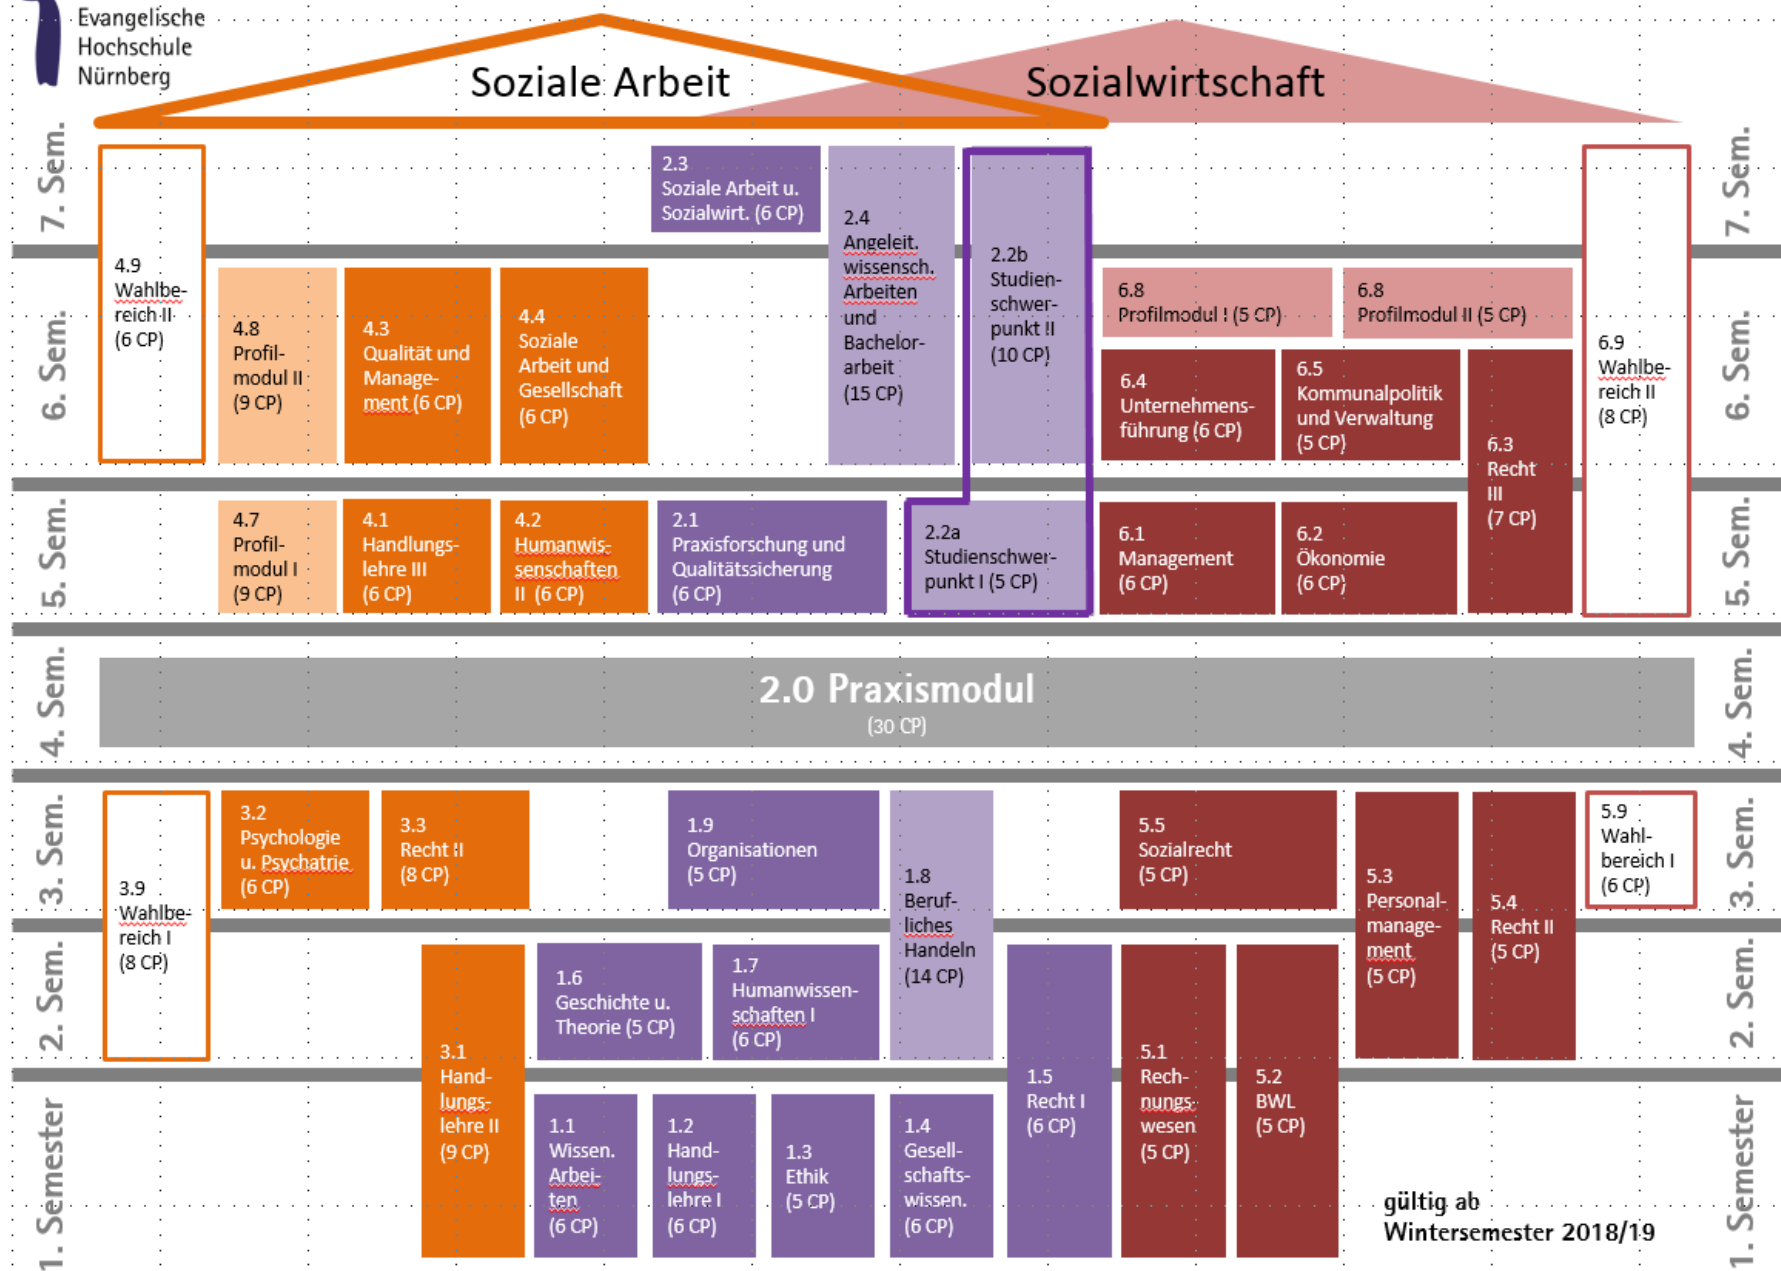 Evangelische
Hochschule
Nürnberg
Soziale Arbeit
Sozialwirtschaft
7. Sem.
4.9
Wahlbe-
reich II
(6 CP)
2.3
Soziale Arbeit u.
Sozialwirt. (6 CP)
2.4
Angeleit.
wissensch.
Arbeiten
und
Bachelor-
arbeit
(15 CP)
2.2b
Studien-
schwer-
punkt II
(10 CP)
6.9
Wahlbe-
reich II
(8 CP)
7. Sem.
6. Sem.
4.8
Profil-
modul II
(9 CP)
4.3
Qualität und
Manage-
ment (6 CP)
4.4
Soziale
Arbeit und
Gesellschaft
(6 CP)
6.8
Profilmodul I (5 CP)
6.8
Profilmodul II (5 CP)
6.4
Unternehmens-
führung (6 CP)
6.5
Kommunalpolitik
und Verwaltung
(5 CP)
6.3
Recht
III
(7 CP)
6. Sem.
5. Sem.
4.7
Profil-
modul I
(9 CP)
4.1
Handlungs-
lehre III
(6 CP)
4.2
Humanwis-
senschaften
II (6 CP)
2.1
Praxisforschung und
Qualitätssicherung
(6 CP)
2.2a
Studienschwer-
punkt I (5 CP)
6.1
Management
(6 CP)
6.2
Ökonomie
(6 CP)
5. Sem.
4. Sem.
2.0 Praxismodul
(30 CP)
4. Sem.
3. Sem.
3.9
Wahlbe-
reich I
(8 CP)
3.2
Psychologie
u. Psychatrie
(6 CP)
3.3
Recht II
(8 CP)
1.9
Organisationen
(5 CP)
1.8
Beruf-
liches
Handeln
(14 CP)
5.5
Sozialrecht
(5 CP)
5.3
Personal-
manage-
ment
(5 CP)
5.4
Recht II
(5 CP)
5.9
Wahl-
bereich I
(6 CP)
3. Sem.
2. Sem.
3.1
Hand-
lungs-
lehre II
(9 CP)
1.6
Geschichte u.
Theorie (5 CP)
1.7
Humanwissen-
schaften I
(6 CP)
1.5
Recht I
(6 CP)
5.1
Rech-
nungs-
wesen
(5 CP)
5.2
BWL
(5 CP)
2. Sem.
1. Semester
1.1
Wissen.
Arbei-
ten
(6 CP)
1.2
Hand-
lungs-
lehre I
(6 CP)
1.3
Ethik
(5 CP)
1.4
Gesell-
schafts-
wissen.
(6 CP)
gültig ab
Wintersemester 2018/19
1. Semester